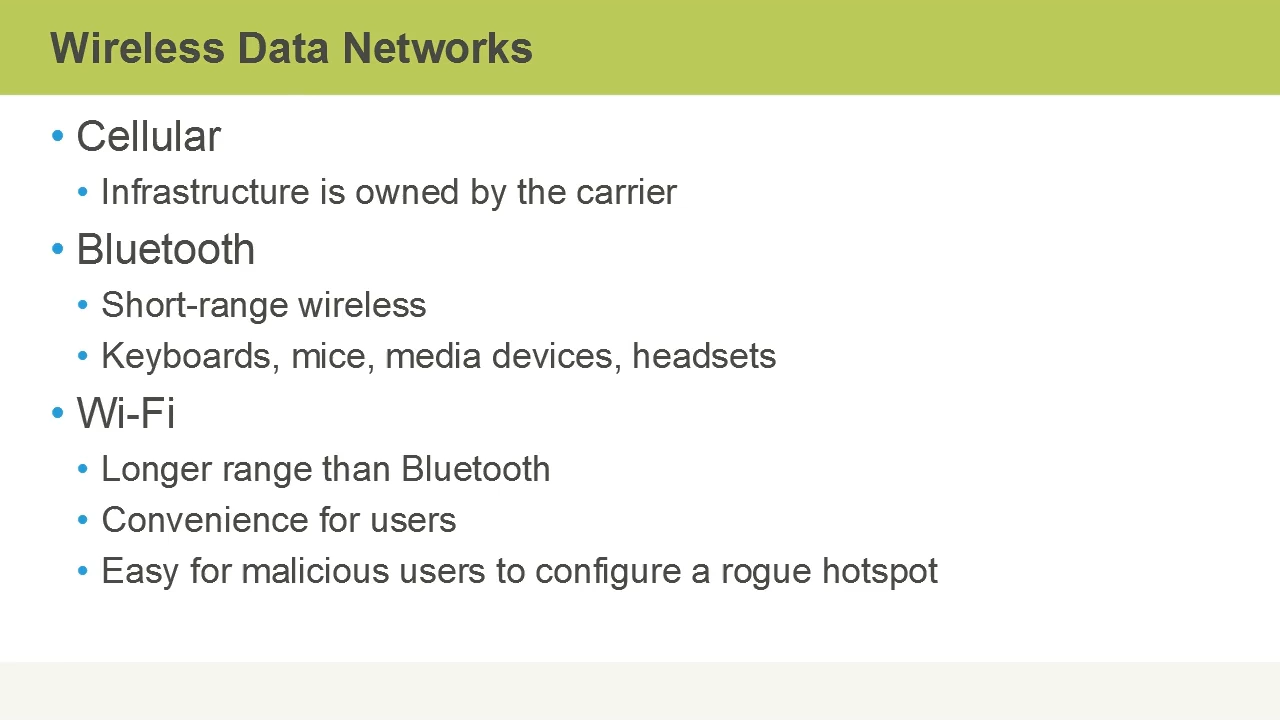 Wireless Data Networks
• Cellular
• Infrastructure is owned by the carrier
• Bluetooth
• Short-range wireless
• Keyboards, mice, media devices, headsets
• Wi-Fi
• Longer range than Bluetooth
• Convenience for users
• Easy for malicious users to configure a rogue hotspot